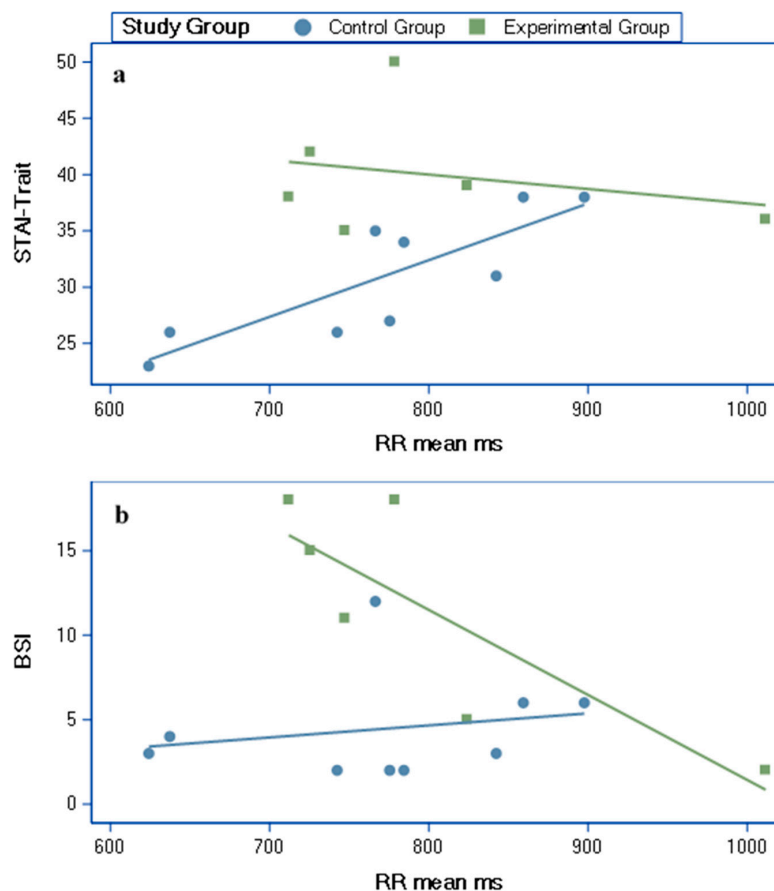 Study Group Control Group Experimental Group
a
50
45
40
35
30
25
STAI-Trait
600 700 800 900 1000
RR mean ms
b
15
10
5
0
BSI
600 700 800 900 1000
RR mean ms